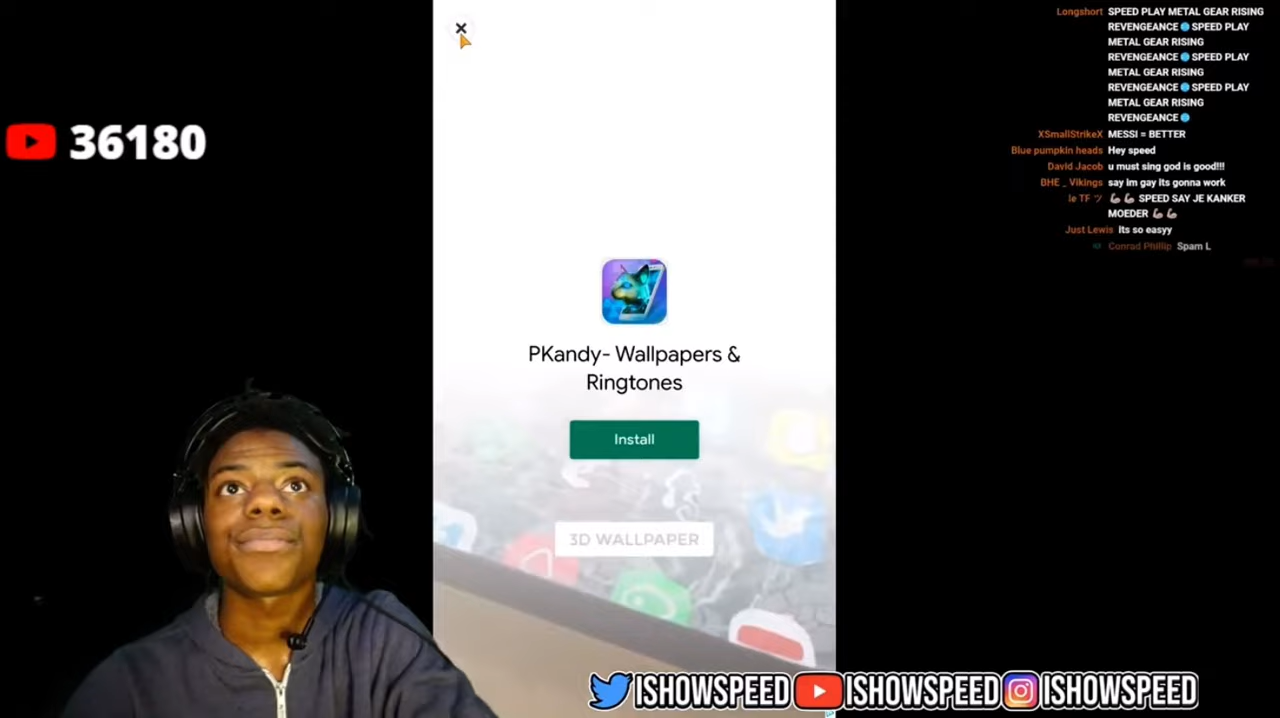 36180
PKandy- Wallpapers &
Ringtones
Install
3D WALLPAPER
Longshort SPEED PLAY METAL GEAR RISING
REVENGEANCE SPEED PLAY
METAL GEAR RISING
REVENGEANCE SPEED PLAY
METAL GEAR RISING
REVENGEANCE SPEED PLAY
METAL GEAR RISING
REVENGEANCE
XSmallStrikeX MESSI = BETTER
Blue pumpkin heads Hey speed
David Jacob u must sing god is good!!!
BHE _ Vikings say im gay its gonna work
le TF ツ 💪🏽 💪🏽 SPEED SAY JE KANKER
MOEDER 💪🏽 💪🏽
Just Lewis Its so easyy
Conrad Phillip Spam L
ISHOWSPEED ISHOWSPEED ISHOWSPEED